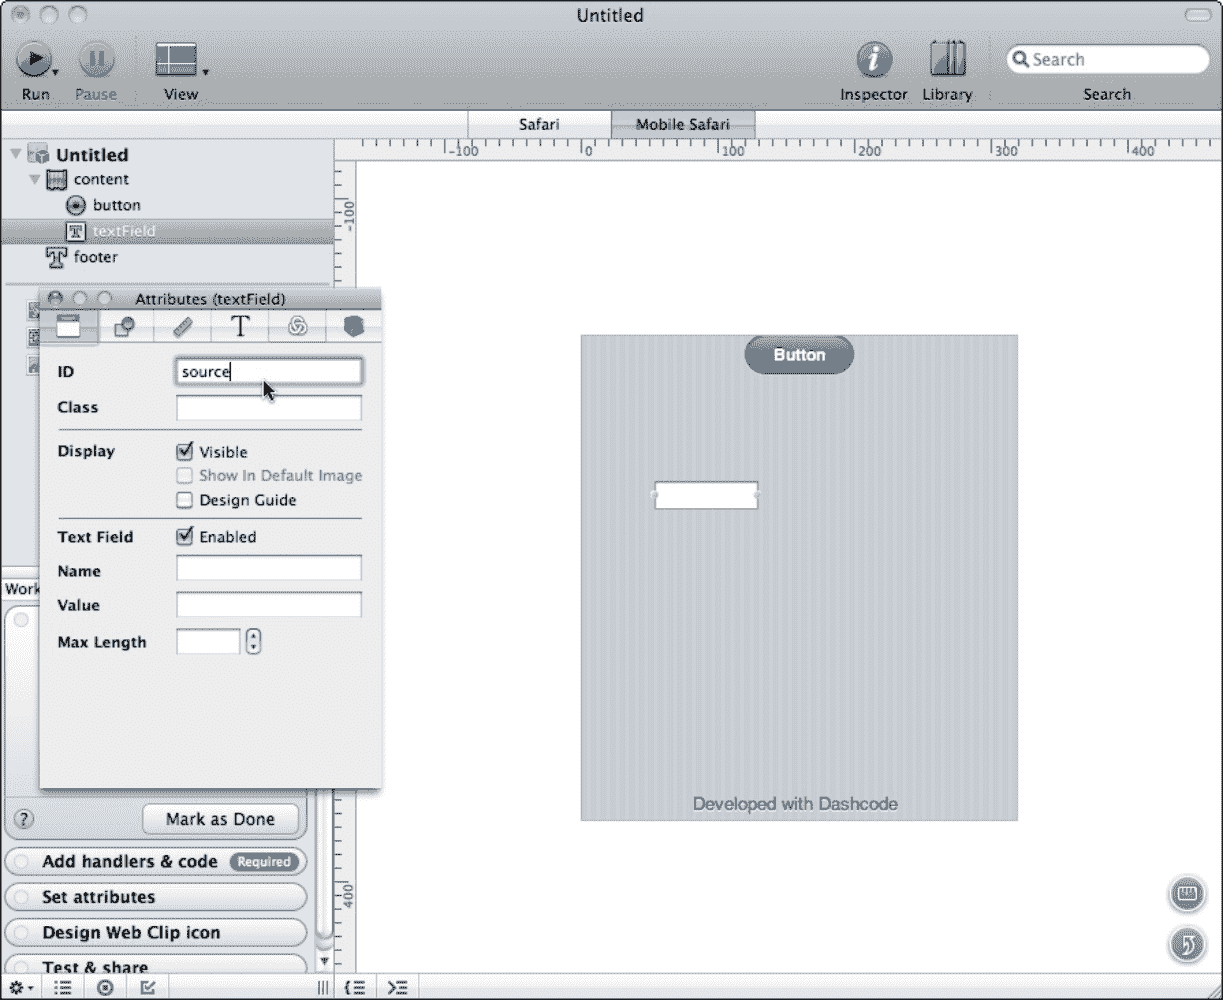 Untitled
Run
Pause
View
Inspector
Library
Search
Search
Safari
Mobile Safari
-100
0
100
200
300
400
Untitled
content
button
textField
footer
-100
Attributes (textField)
T
ID
source
Class
Display
Visible
Show In Default Image
Design Guide
Text Field
Enabled
Name
Value
Max Length
Button
Developed with Dashcode
Work
?
Mark as Done
Add handlers & code
Required
Set attributes
Design Web Clip icon
Test & share
400